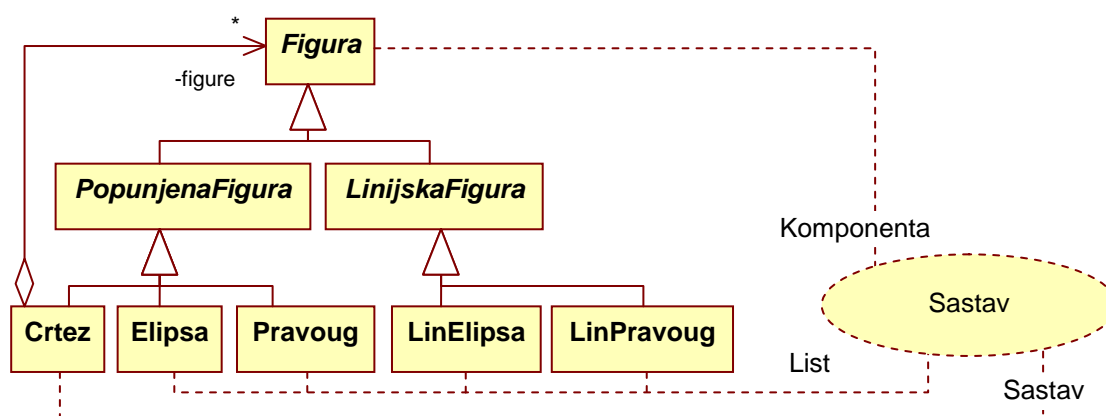 *
Figura
-figure
PopunjenaFigura
LinijskaFigura
Komponenta
Sastav
Crtez
Elipsa
Pravoug
LinElipsa
LinPravoug
List
Sastav